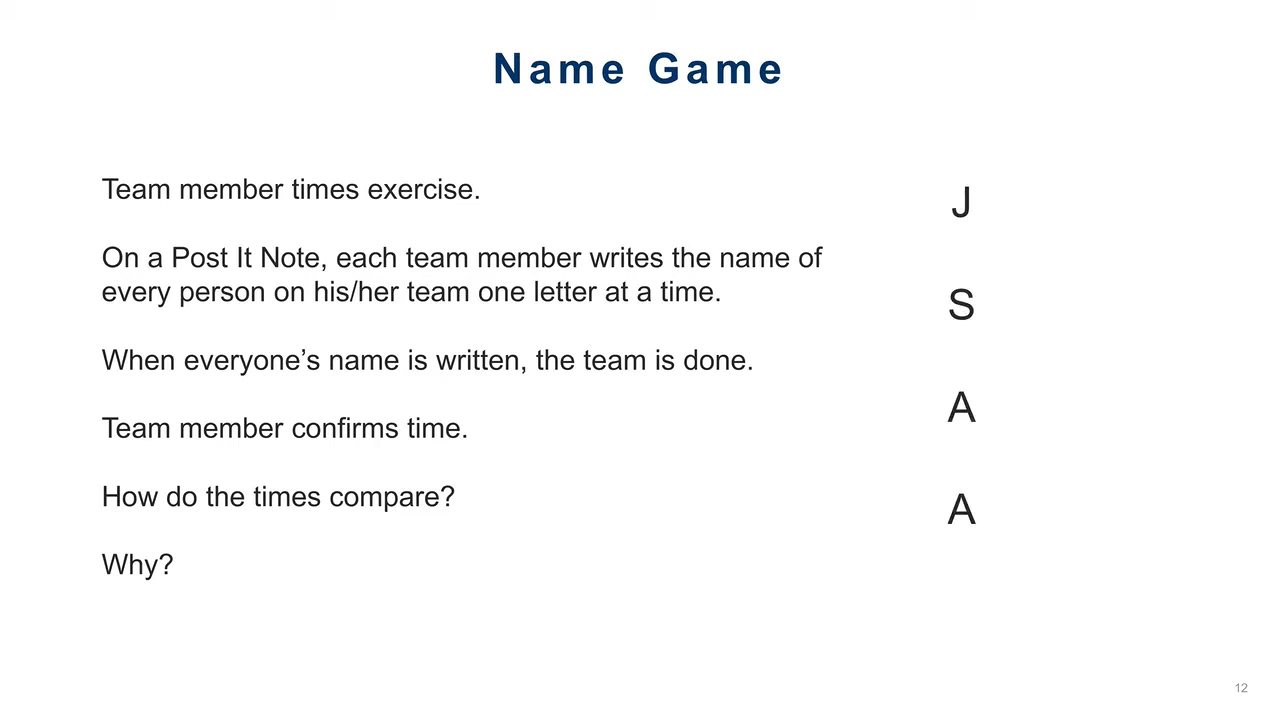 Name Game
Team member times exercise.
On a Post It Note, each team member writes the name of
every person on his/her team one letter at a time.
When everyone’s name is written, the team is done.
Team member confirms time.
How do the times compare?
Why?
J
S
A
A
12